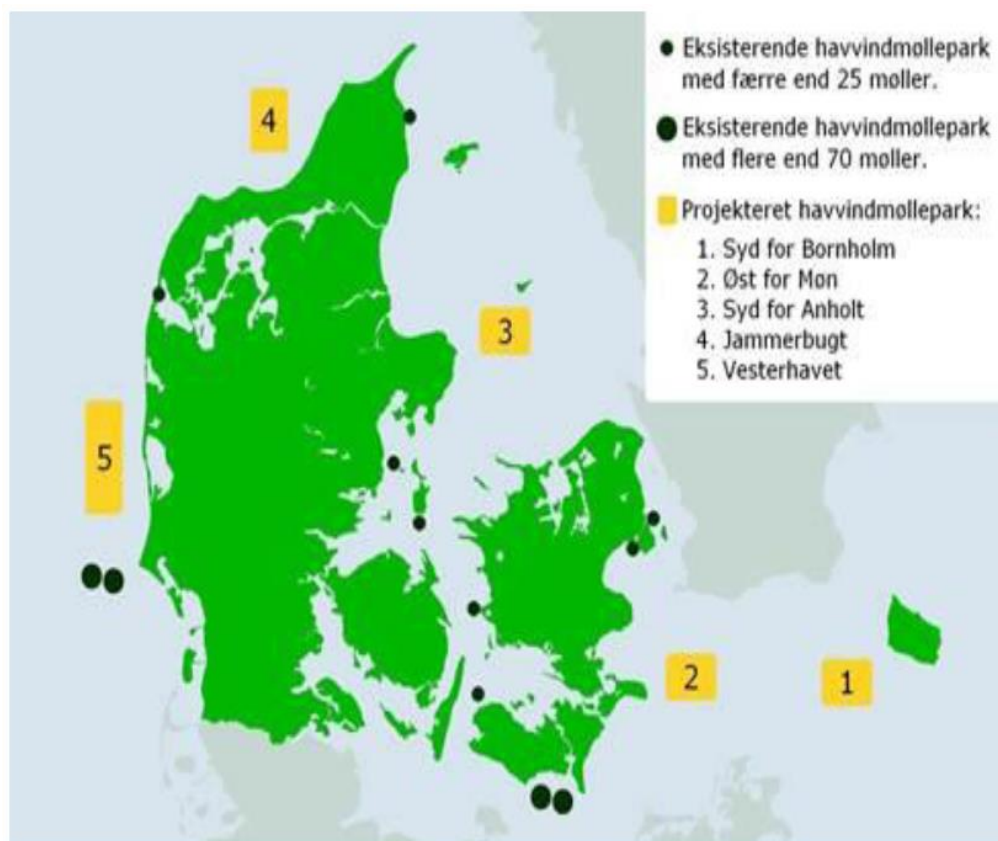 Eksisterende havvindmøllepark
med færre end 25 møller.
Eksisterende havvindmøllepark
med flere end 70 møller.
Projekteret havvindmøllepark:
1. Syd for Bornholm
2. Øst for Møn
3. Syd for Anholt
4. Jammerbugt
5. Vesterhavet
4
3
5
2
1